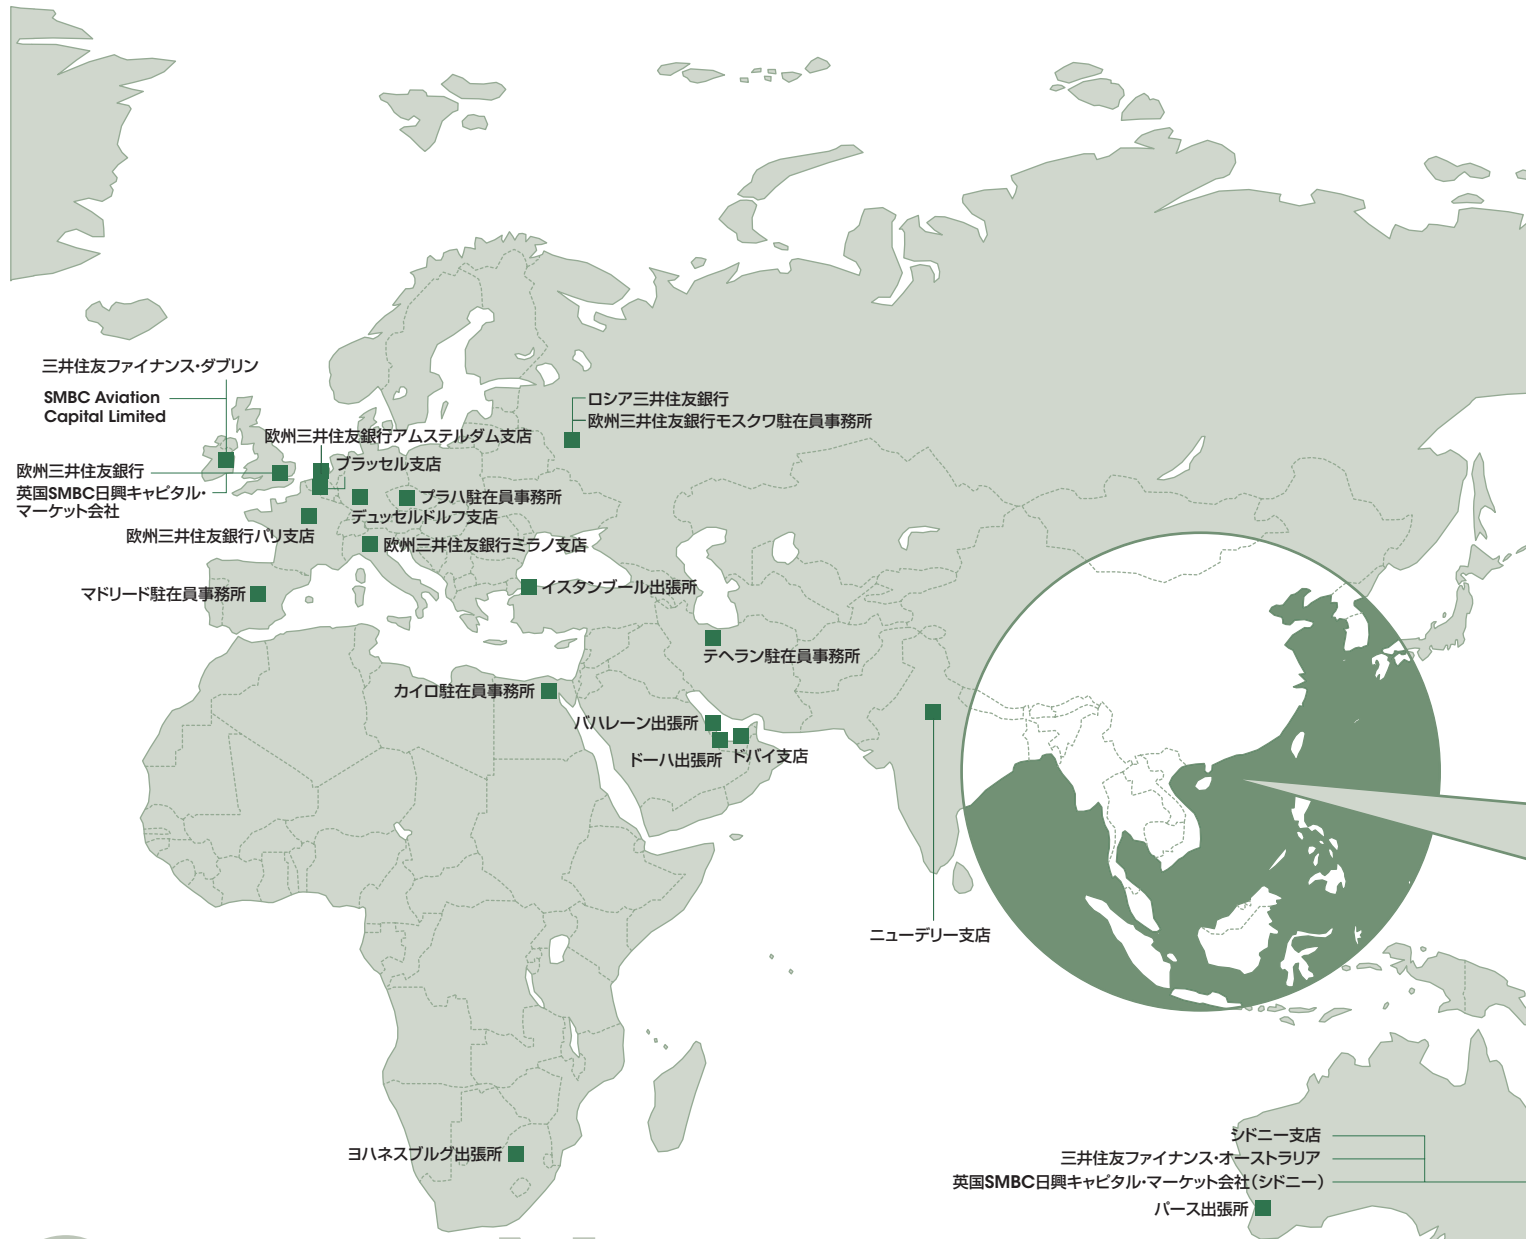 三井住友ファイナンス・ダブリン
SMBC Aviation
Capital Limited
欧州三井住友銀行
英国SMBC日興キャピタル・
マーケット会社
欧州三井住友銀行アムステルダム支店
ブラッセル支店
プラハ駐在員事務所
デュッセルドルフ支店
欧州三井住友銀行パリ支店
欧州三井住友銀行ミラノ支店
マドリード駐在員事務所
ロシア三井住友銀行
欧州三井住友銀行モスクワ駐在員事務所
イスタンブール出張所
テヘラン駐在員事務所
カイロ駐在員事務所
バハレーン出張所
ドーハ出張所
ドバイ支店
ニューデリー支店
ヨハネスブルグ出張所
シドニー支店
三井住友ファイナンス・オーストラリア
英国SMBC日興キャピタル・マーケット会社（シドニー）
パース出張所